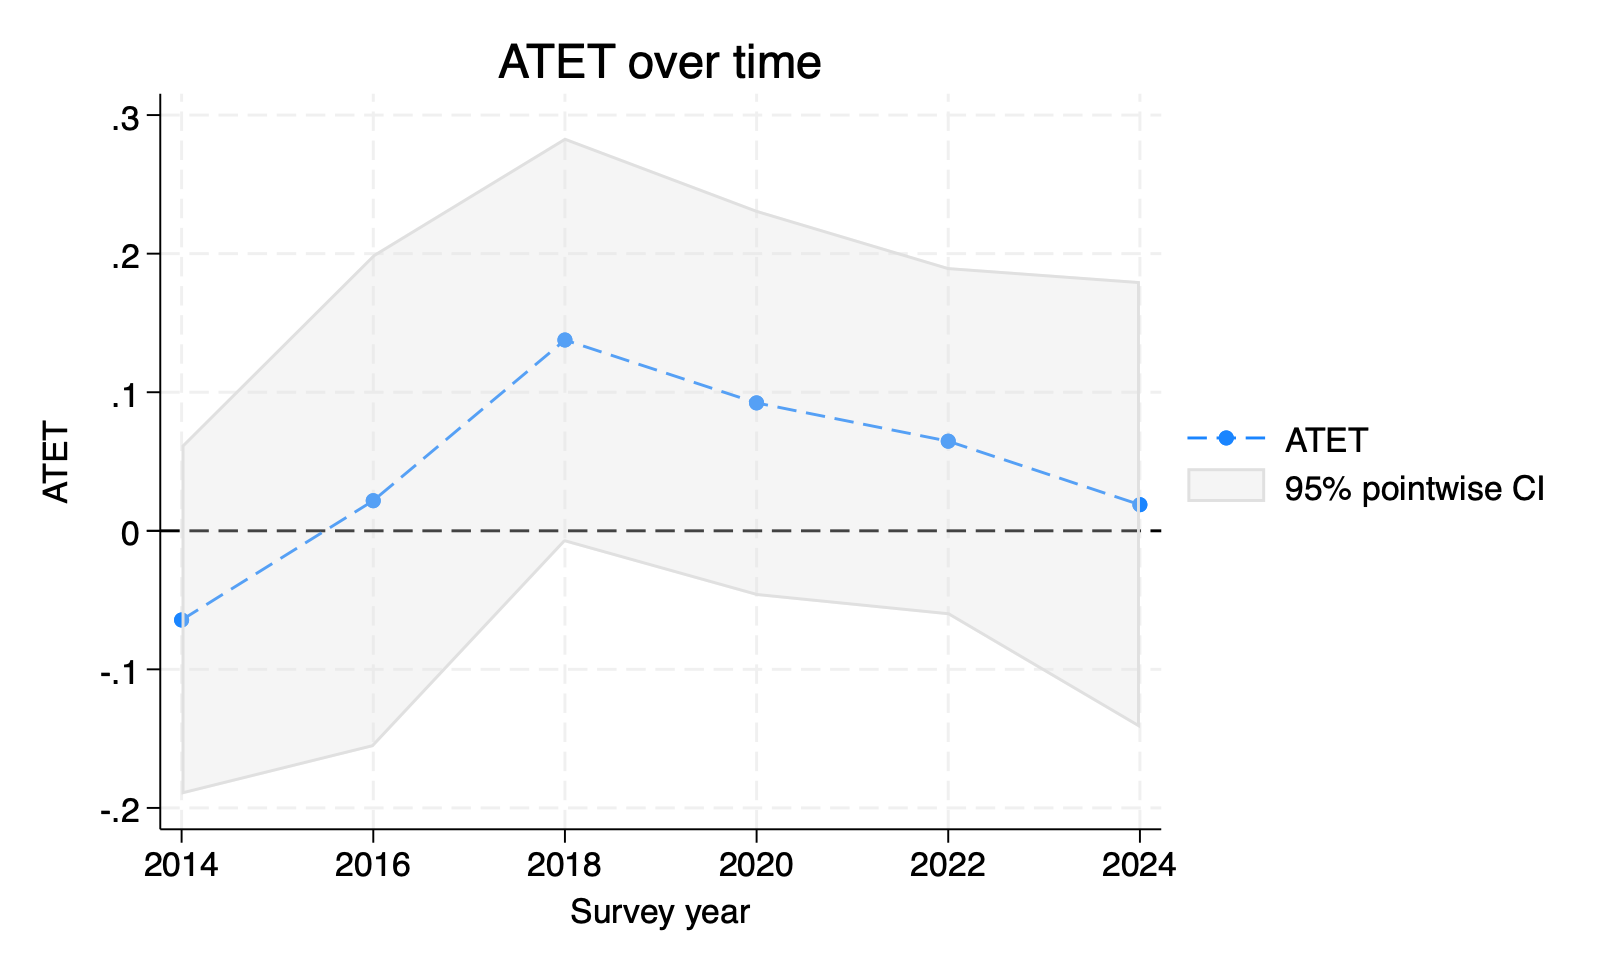 ATET over time
.3
.2
.1
0
-.1
-.2
ATET
2014 2016 2018 2020 2022 2024
Survey year
ATET
95% pointwise CI